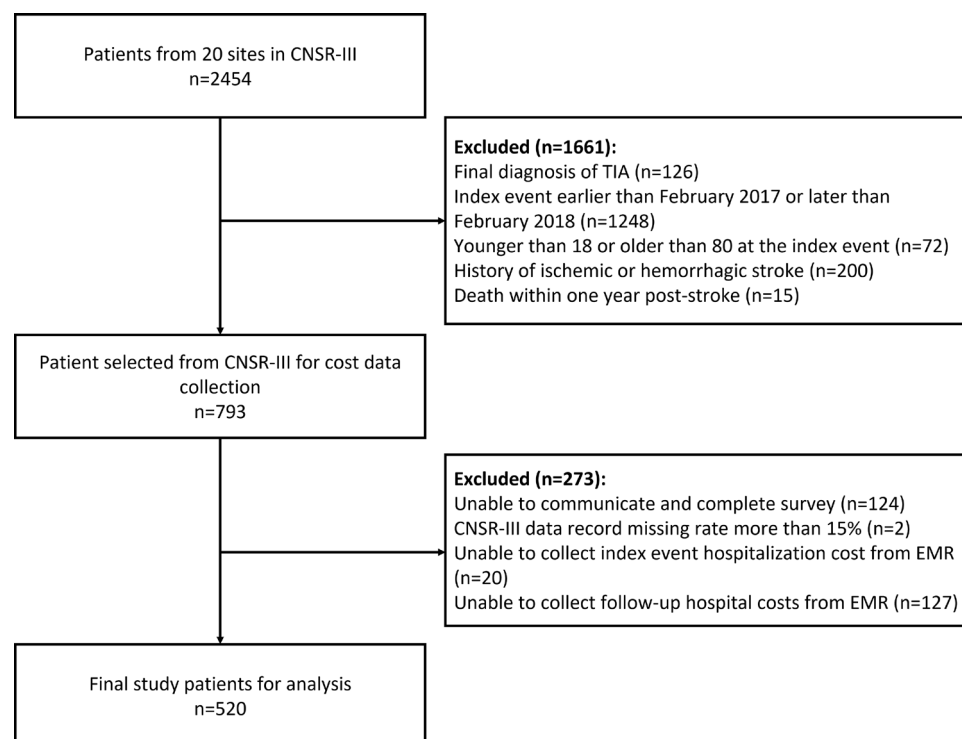 Patients from 20 sites in CNSR-III
n=2454
Excluded (n=1661):
Final diagnosis of TIA (n=126)
Index event earlier than February 2017 or later than
February 2018 (n=1248)
Younger than 18 or older than 80 at the index event (n=72)
History of ischemic or hemorrhagic stroke (n=200)
Death within one year post-stroke (n=15)
Patient selected from CNSR-III for cost data
collection
n=793
Excluded (n=273):
Unable to communicate and complete survey (n=124)
CNSR-III data record missing rate more than 15% (n=2)
Unable to collect index event hospitalization cost from EMR
(n=20)
Unable to collect follow-up hospital costs from EMR (n=127)
Final study patients for analysis
n=520